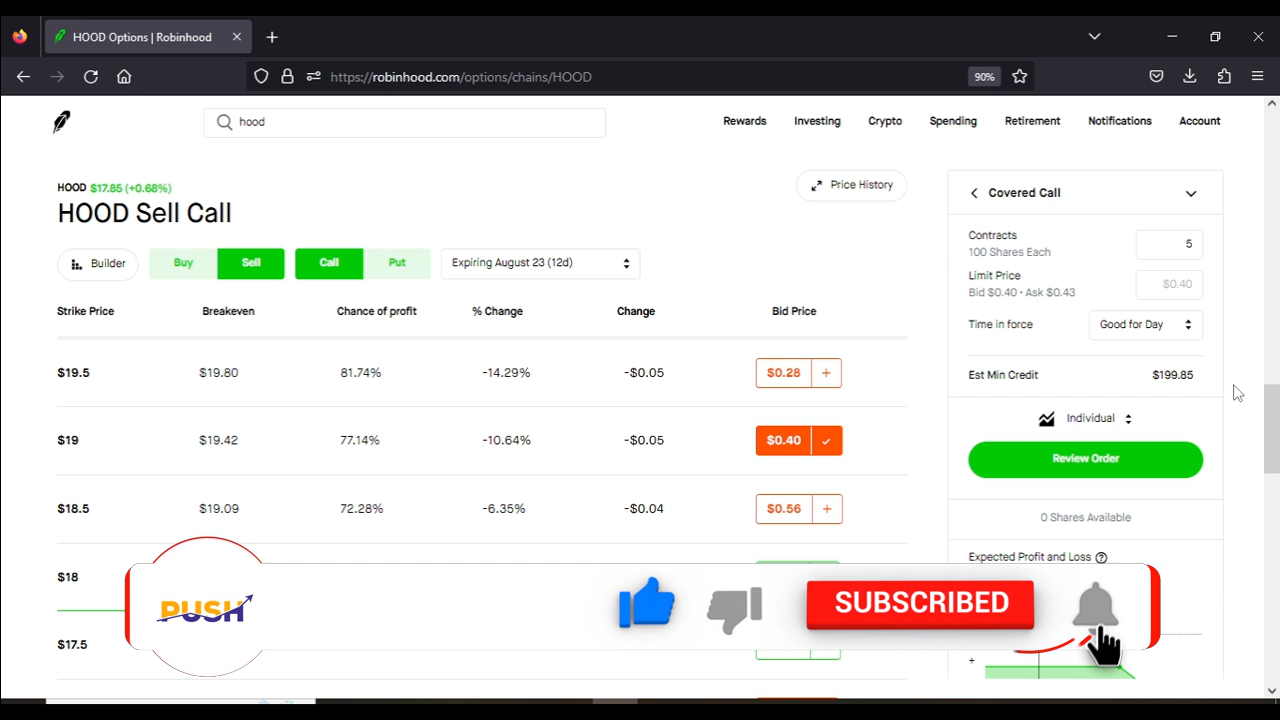 HOOD Options | Robinhood
https://robinhood.com/options/chains/HOOD
90%
hood
Rewards
Investing
Crypto
Spending
Retirement
Notifications
Account
HOOD $17.85 (+0.68%)
HOOD Sell Call
Price History
Builder
Buy
Sell
Call
Put
Expiring August 23 (12d)
Strike Price Breakeven Chance of profit % Change Change Bid Price
$19.5 $19.80 81.74% -14.29% -$0.05 $0.28 +
$19 $19.42 77.14% -10.64% -$0.05 $0.40
$18.5 $19.09 72.28% -6.35% -$0.04 $0.56 +
$18
$17.5
Covered Call
Contracts 5
100 Shares Each
Limit Price $0.40
Bid $0.40 • Ask $0.43
Time in force Good for Day
Est Min Credit $199.85
Individual
Review Order
0 Shares Available
Expected Profit and Loss ?
+
PUSH
SUBSCRIBED